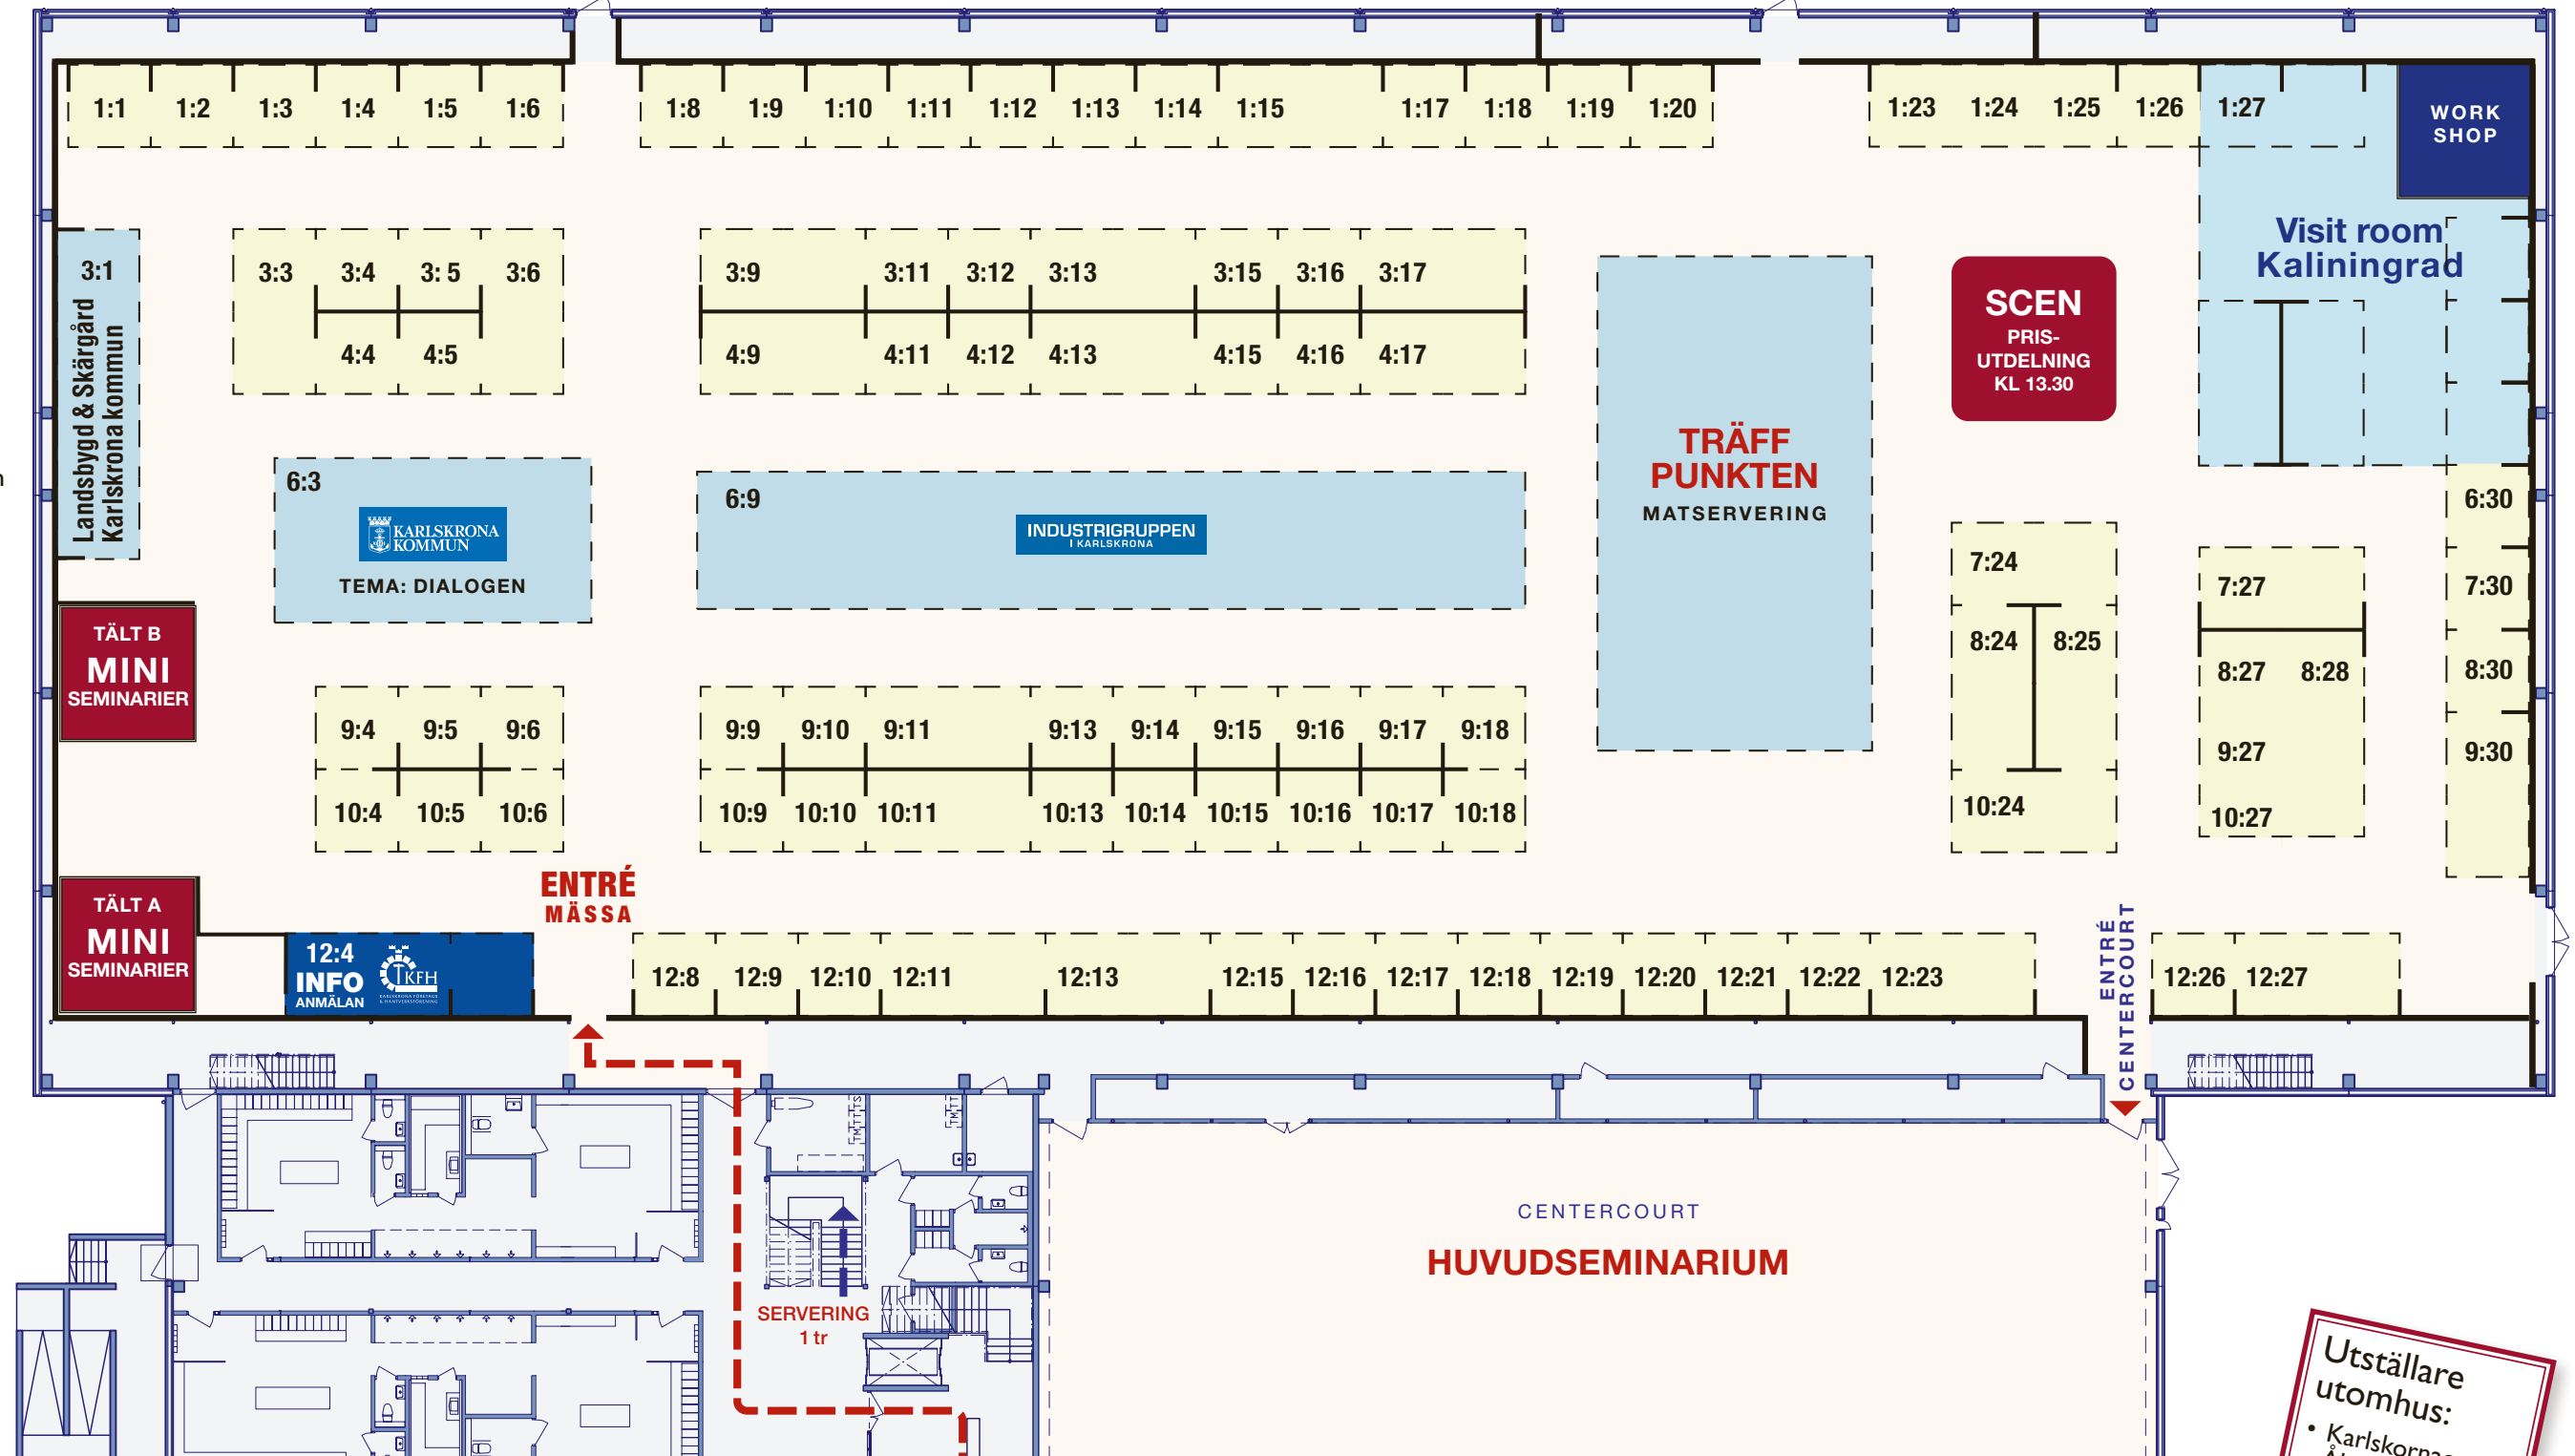 1:1 1:2 1:3 1:4 1:5 1:6 1:8 1:9 1:10 1:11 1:12 1:13 1:14 1:15 1:17 1:18 1:19 1:20 1:23 1:24 1:25 1:26 1:27
WORK
SHOP
Visit room
Kaliningrad
3:1
Landsbygd & Skärgård
Karlskrona kommun
3:3 3:4 3: 5 3:6
4:4 4:5
3:9 3:11 3:12 3:13 3:15 3:16 3:17
4:9 4:11 4:12 4:13 4:15 4:16 4:17
SCEN
PRIS-
UTDELNING
KL 13.30
TRÄFF
PUNKTEN
MATSERVERING
6:3
KARLSKRONA
KOMMUN
TEMA: DIALOGEN
6:9
INDUSTRIGRUPPEN
I KARLSKRONA
6:30
7:30
8:30
9:30
7:24
8:24 8:25
10:24
7:27
8:27 8:28
9:27
10:27
TÄLT B
MINI
SEMINARIER
9:4 9:5 9:6
10:4 10:5 10:6
9:9 9:10 9:11 9:13 9:14 9:15 9:16 9:17 9:18
10:9 10:10 10:11 10:13 10:14 10:15 10:16 10:17 10:18
ENTRÉ
MÄSSA
TÄLT A
MINI
SEMINARIER
12:4
INFO
ANMÄLAN
KFH
KARLSKRONA FÖRETAGS
& HANTVERKSFÖRENING
12:8 12:9 12:10 12:11 12:13 12:15 12:16 12:17 12:18 12:19 12:20 12:21 12:22 12:23
ENTRÉ
CENTERCOURT
12:26 12:27
CENTERCOURT
HUVUDSEMINARIUM
SERVERING
1 tr
Utställare
utomhus: